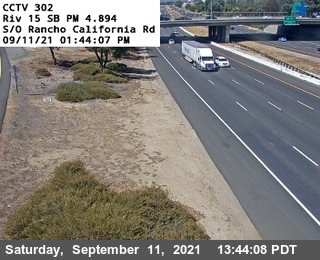 CCTV 302
Riv 15 SB PM 4.894
S/O Rancho California Rd
09/11/21 01:44:07 PM
Saturday, September 11, 2021 13:44:08 PDT